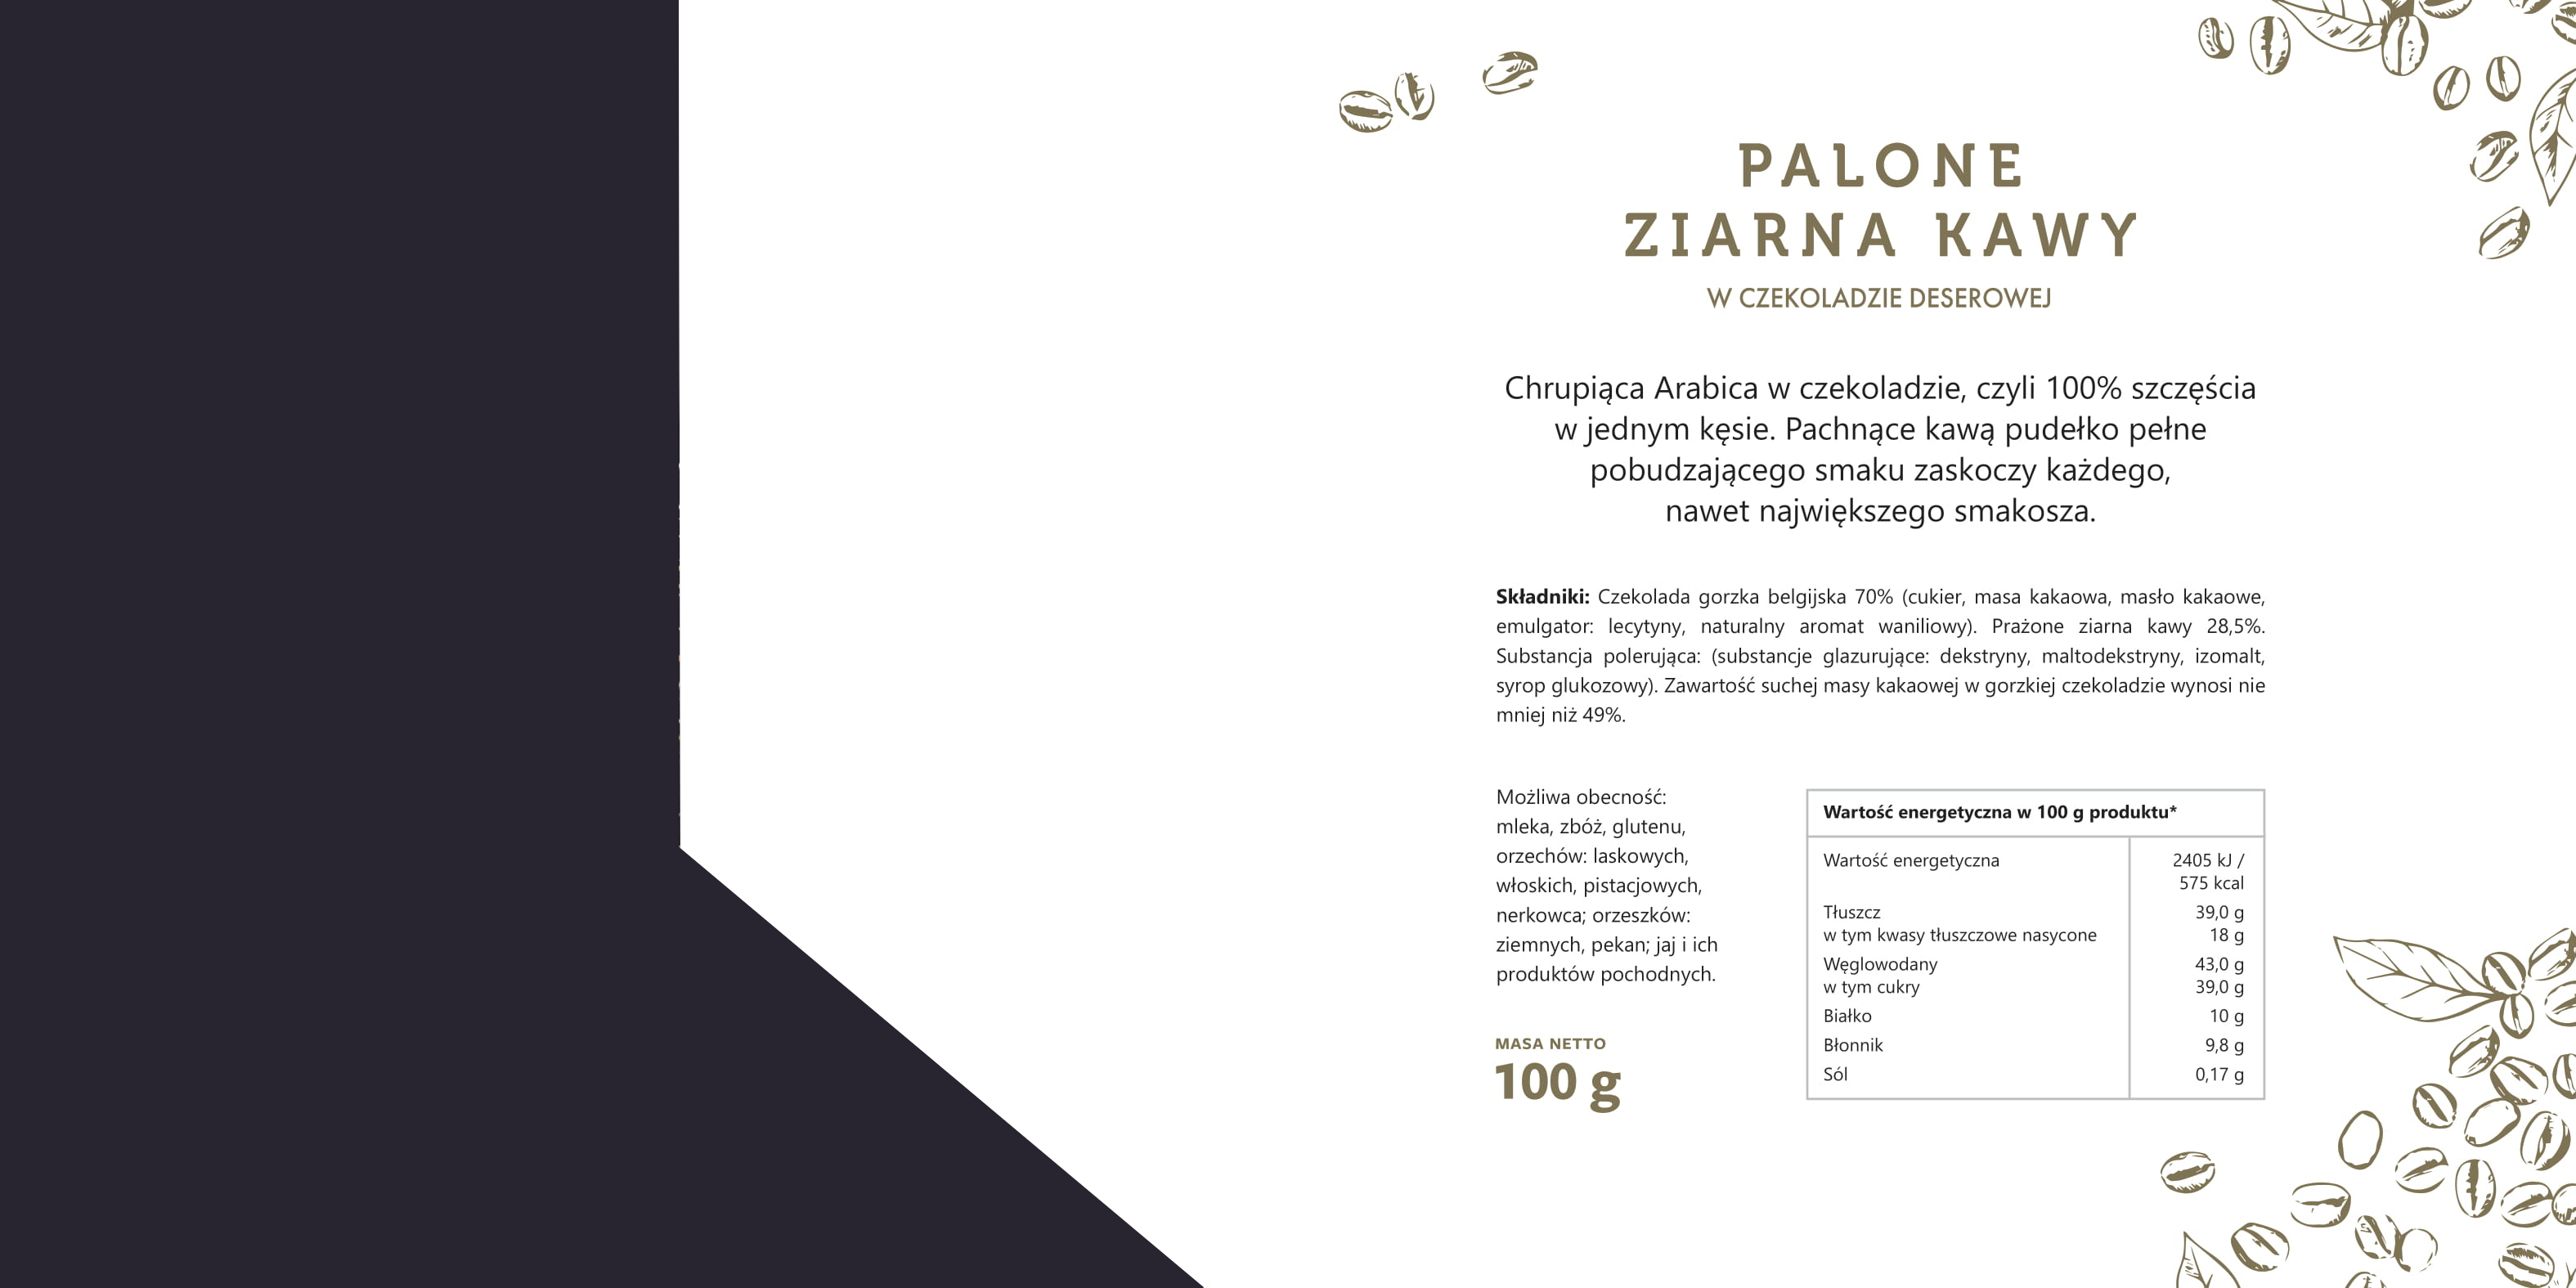 PALONE
ZIARNA KAWY
W CZEKOLADZIE DESEROWEJ
Chrupiąca Arabica w czekoladzie, czyli 100% szczęścia
w jednym kęsie. Pachnące kawą pudełko pełne
pobudzającego smaku zaskoczy każdego,
nawet największego smakosza.
Składniki: Czekolada gorzka belgijska 70% (cukier, masa kakaowa, masło kakaowe,
emulgator: lecytyny, naturalny aromat waniliowy). Prażone ziarna kawy 28,5%.
Substancja polerująca: (substancje glazurujące: dekstryny, maltodekstryny, izomalt,
syrop glukozowy). Zawartość suchej masy kakaowej w gorzkiej czekoladzie wynosi nie
mniej niż 49%.
Możliwa obecność:
mleka, zbóż, glutenu,
orzechów: laskowych,
włoskich, pistacjowych,
nerkowca; orzeszków:
ziemnych, pekan; jaj i ich
produktów pochodnych.
MASA NETTO
100 g
Wartość energetyczna w 100 g produktu*
Wartość energetyczna 2405 kJ /
575 kcal
Tłuszcz 39,0 g
w tym kwasy tłuszczowe nasycone 18 g
Węglowodany 43,0 g
w tym cukry 39,0 g
Białko 10 g
Błonnik 9,8 g
Sól 0,17 g